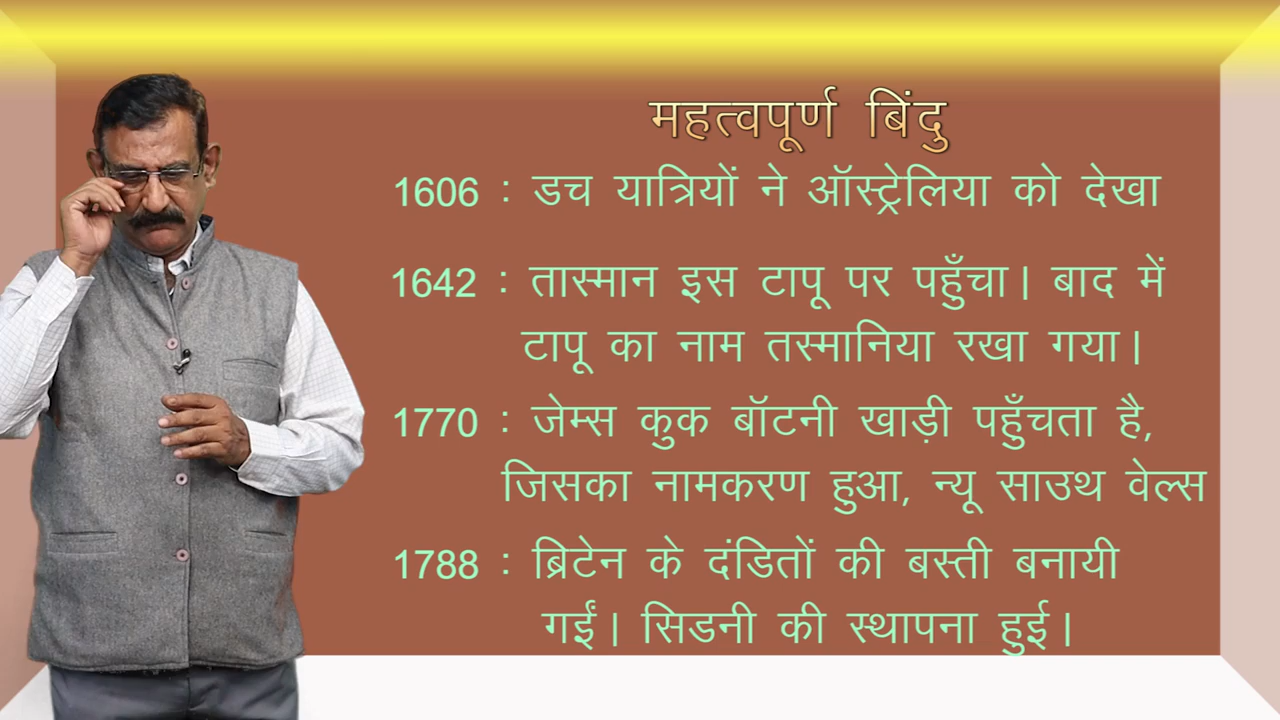 महत्वपूर्ण बिंदु
1606 : डच यात्रियों ने ऑस्ट्रेलिया को देखा
1642 : तास्मान इस टापू पर पहुँचा। बाद में
टापू का नाम तस्मानिया रखा गया।
1770 : जेम्स कुक बॉटनी खाड़ी पहुँचता है,
जिसका नामकरण हुआ, न्यू साउथ वेल्स
1788 : ब्रिटेन के दंडितों की बस्ती बनायी
गईं। सिडनी की स्थापना हुई।